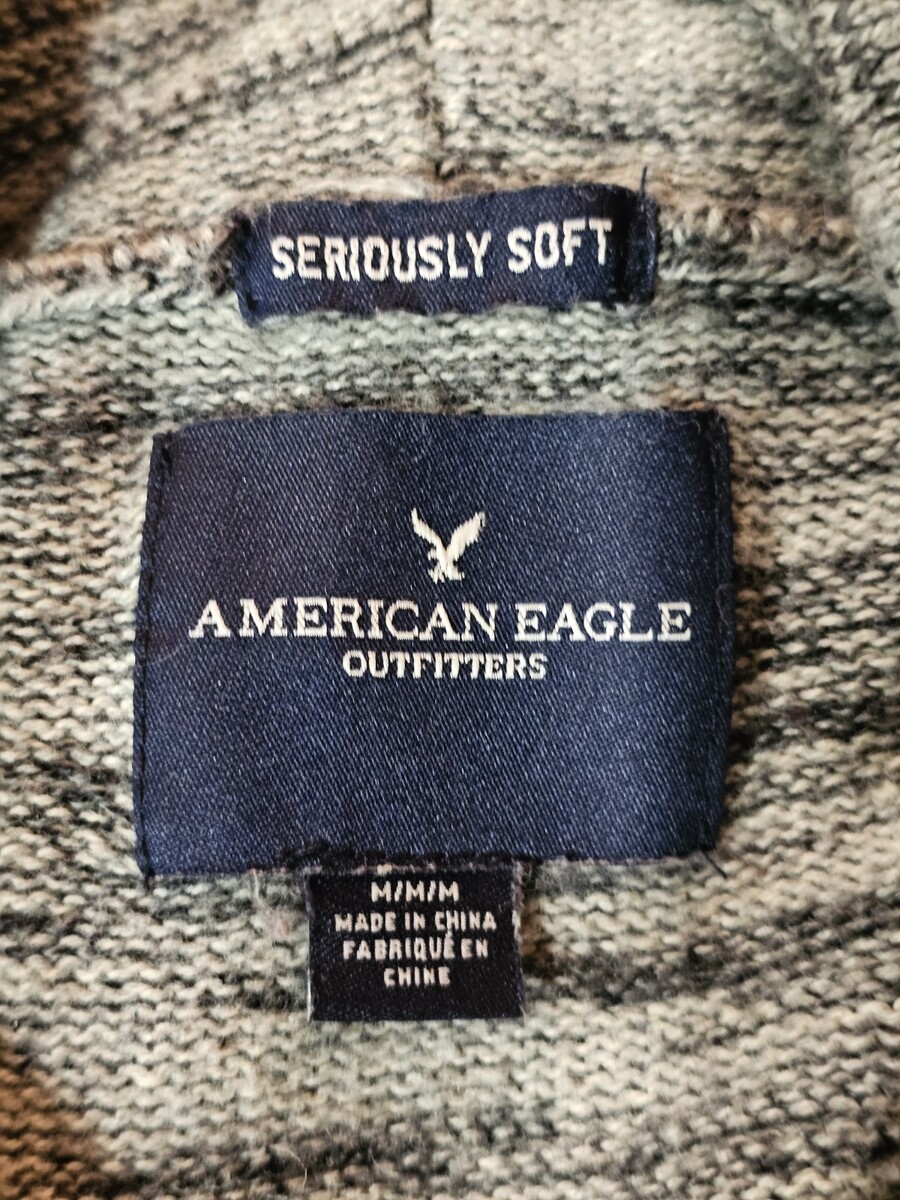 SERIOUSLY SOFT
AMERICAN EAGLE
OUTFITTERS
M/M/M
MADE IN CHINA
FABRIQUÉ EN
CHINE